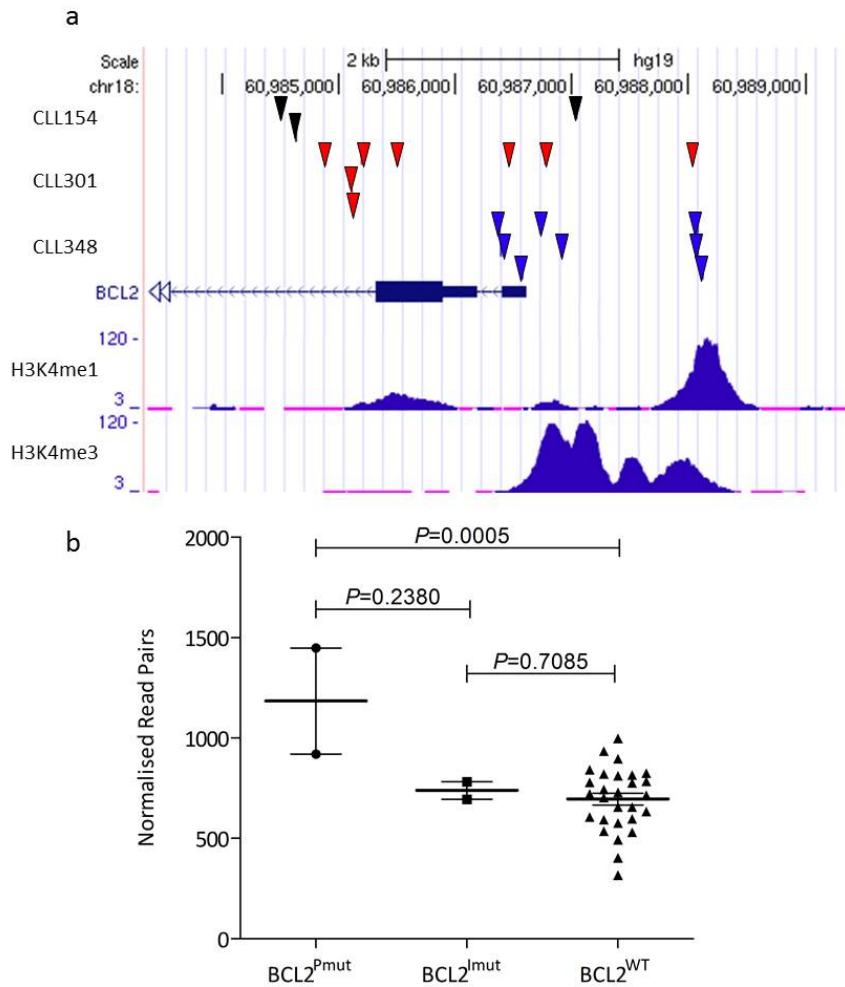 a
Scale 2 kb hg19
chr18: 60,985,000 60,986,000 60,987,000 60,988,000 60,989,000
CLL154
CLL301
CLL348
BCL2
120 -
H3K4me1
3 _
120 -
H3K4me3
3 _
b
2000
P=0.0005
P=0.2380
1500
P=0.7085
Normalised Read Pairs
1000
500
0
BCL2Pmut BCL2Imut BCL2WT